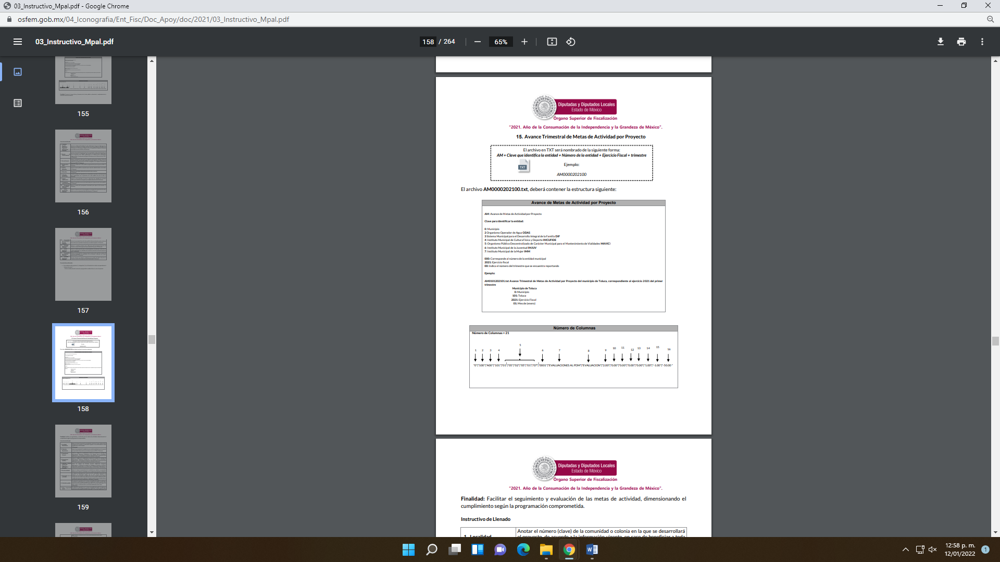 03_Instructivo_Mpal.pdf - Google Chrome
osfem.gob.mx/04_Iconografia/Ent_Fisc/Doc_Apoy/doc/2021/03_Instructivo_Mpal.pdf
03_Instructivo_Mpal.pdf
158 / 264
65%
155
156
157
158
159
Diputadas y Diputados Locales
Estado de México
Órgano Superior de Fiscalización
"2021. Año de la Consumación de la Independencia y la Grandeza de México".
15. Avance Trimestral de Metas de Actividad por Proyecto
El archivo en TXT será nombrado de la siguiente forma:
AM + Clave que identifica la entidad + Número de la entidad + Ejercicio Fiscal + trimestre
TXT
Ejemplo:
AM0000202100
El archivo AM0000202100.txt, deberá contener la estructura siguiente:
Avance de Metas de Actividad por Proyecto
AM: Avance de Metas de Actividad por Proyecto
Clave para identificar la entidad:
0: Municipio
2 Organismo Operador de Agua ODAS
3 Sistema Municipal para el Desarrollo Integral de la Familia DIF
4: Instituto Municipal de Cultura Física y Deporte IMCUFIDE
5: Organismo Público Descentralizado de Carácter Municipal para el Mantenimiento de Vialidades MAVICI
6: Instituto Municipal de la Juventud IMJUV
7: Instituto Municipal de la Mujer IMM
000: Corresponde al número de la entidad municipal
2021: Ejercicio fiscal
00: Indica el número del trimestre que se encuentra reportando
Ejemplo:
AM0101202101.txt Avance Trimestral de Metas de Actividad por Proyecto del municipio de Toluca, correspondiente al ejercicio 2021 del primer
trimestre
Municipio de Toluca
0: Municipio
101: Toluca
2021: Ejercicio Fiscal
01: Mes de (enero)
Número de Columnas
Número de Columnas = 21
1 2 3 4 5 6 7 8 9 10 11 12 13 14 15 16
"0"|"100"|"A00"|"101"|"01"|"05"|"02"|"05"|"01"|"07"|"0001"|"EVALUACIONES AL PDM"|"EVALUACION"|"2.00"|"0.00"|"0.00"|"0.00"|"0.00"|"1.00"|"-1.00"|"-50.00 "
Diputadas y Diputados Locales
Estado de México
Órgano Superior de Fiscalización
"2021. Año de la Consumación de la Independencia y la Grandeza de México".
Finalidad: Facilitar el seguimiento y evaluación de las metas de actividad, dimensionando el
cumplimiento según la programación comprometida.
Instructivo de Llenado
Anotar el número (clave) de la comunidad o colonia en la que se desarrollará
1. Localidad
el proyecto, de acuerdo a la información vigente, en caso de beneficiar a toda
12:58 p. m.
12/01/2022
1